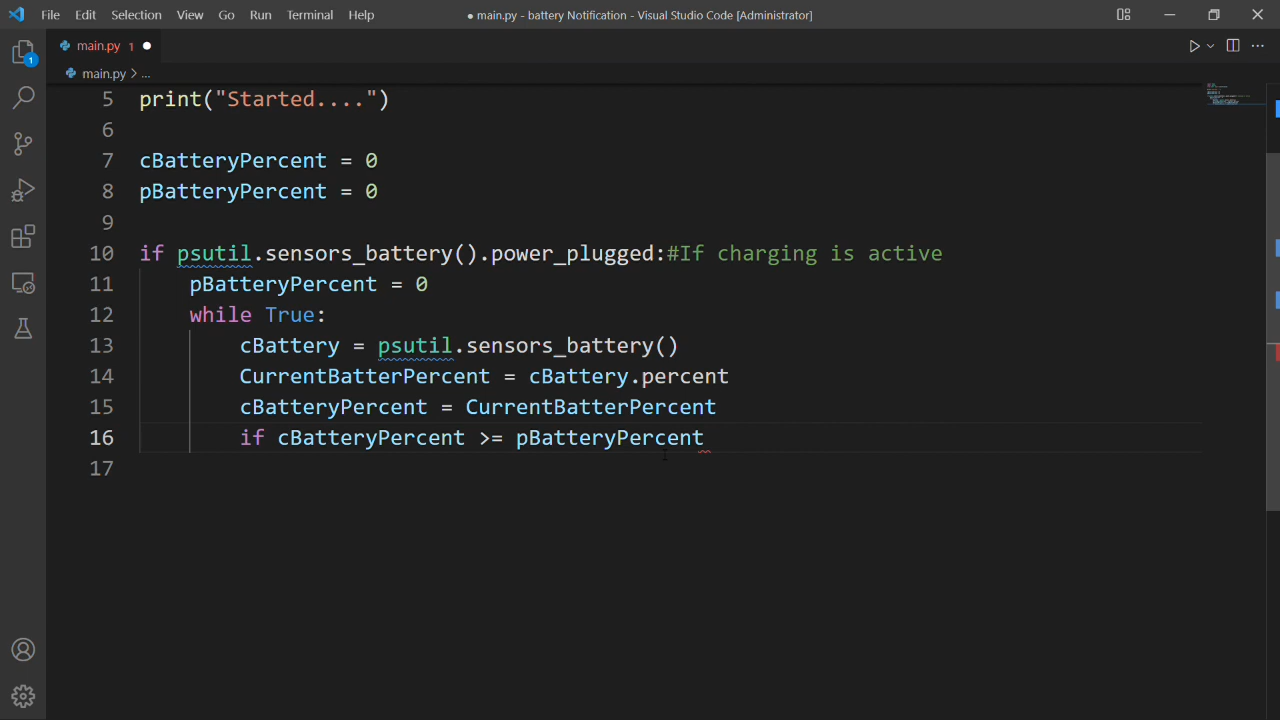 File Edit Selection View Go Run Terminal Help
● main.py - battery Notification - Visual Studio Code [Administrator]
main.py 1
main.py > ...
1
5 print("Started....")
6
7 cBatteryPercent = 0
8 pBatteryPercent = 0
9
10 if psutil.sensors_battery().power_plugged:#If charging is active
11 pBatteryPercent = 0
12 while True:
13 cBattery = psutil.sensors_battery()
14 CurrentBatterPercent = cBattery.percent
15 cBatteryPercent = CurrentBatterPercent
16 if cBatteryPercent >= pBatteryPercent
17